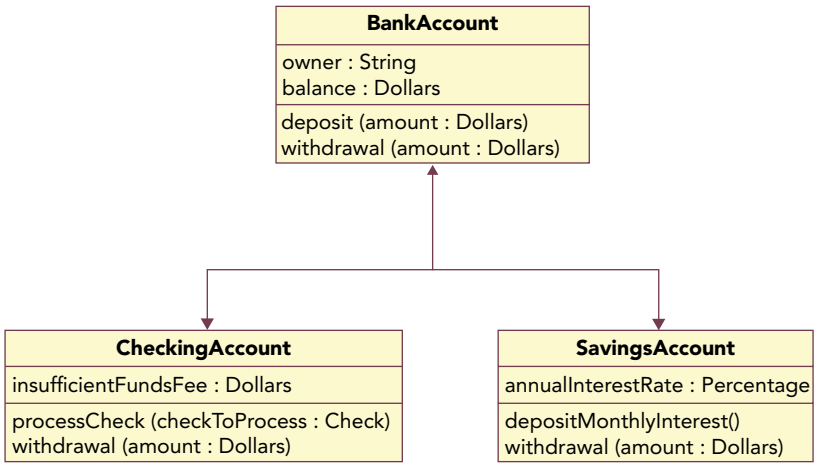 BankAccount
owner : String
balance : Dollars
deposit (amount : Dollars)
withdrawal (amount : Dollars)
CheckingAccount
insufficientFundsFee : Dollars
processCheck (checkToProcess : Check)
withdrawal (amount : Dollars)
SavingsAccount
annualInterestRate : Percentage
depositMonthlyInterest()
withdrawal (amount : Dollars)